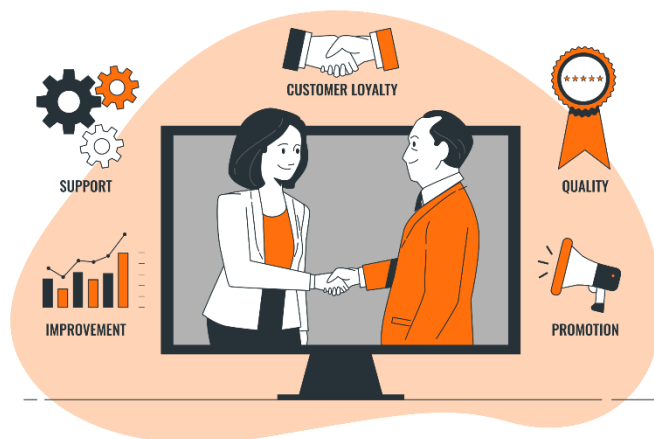 CUSTOMER LOYALTY
SUPPORT
QUALITY
IMPROVEMENT
PROMOTION